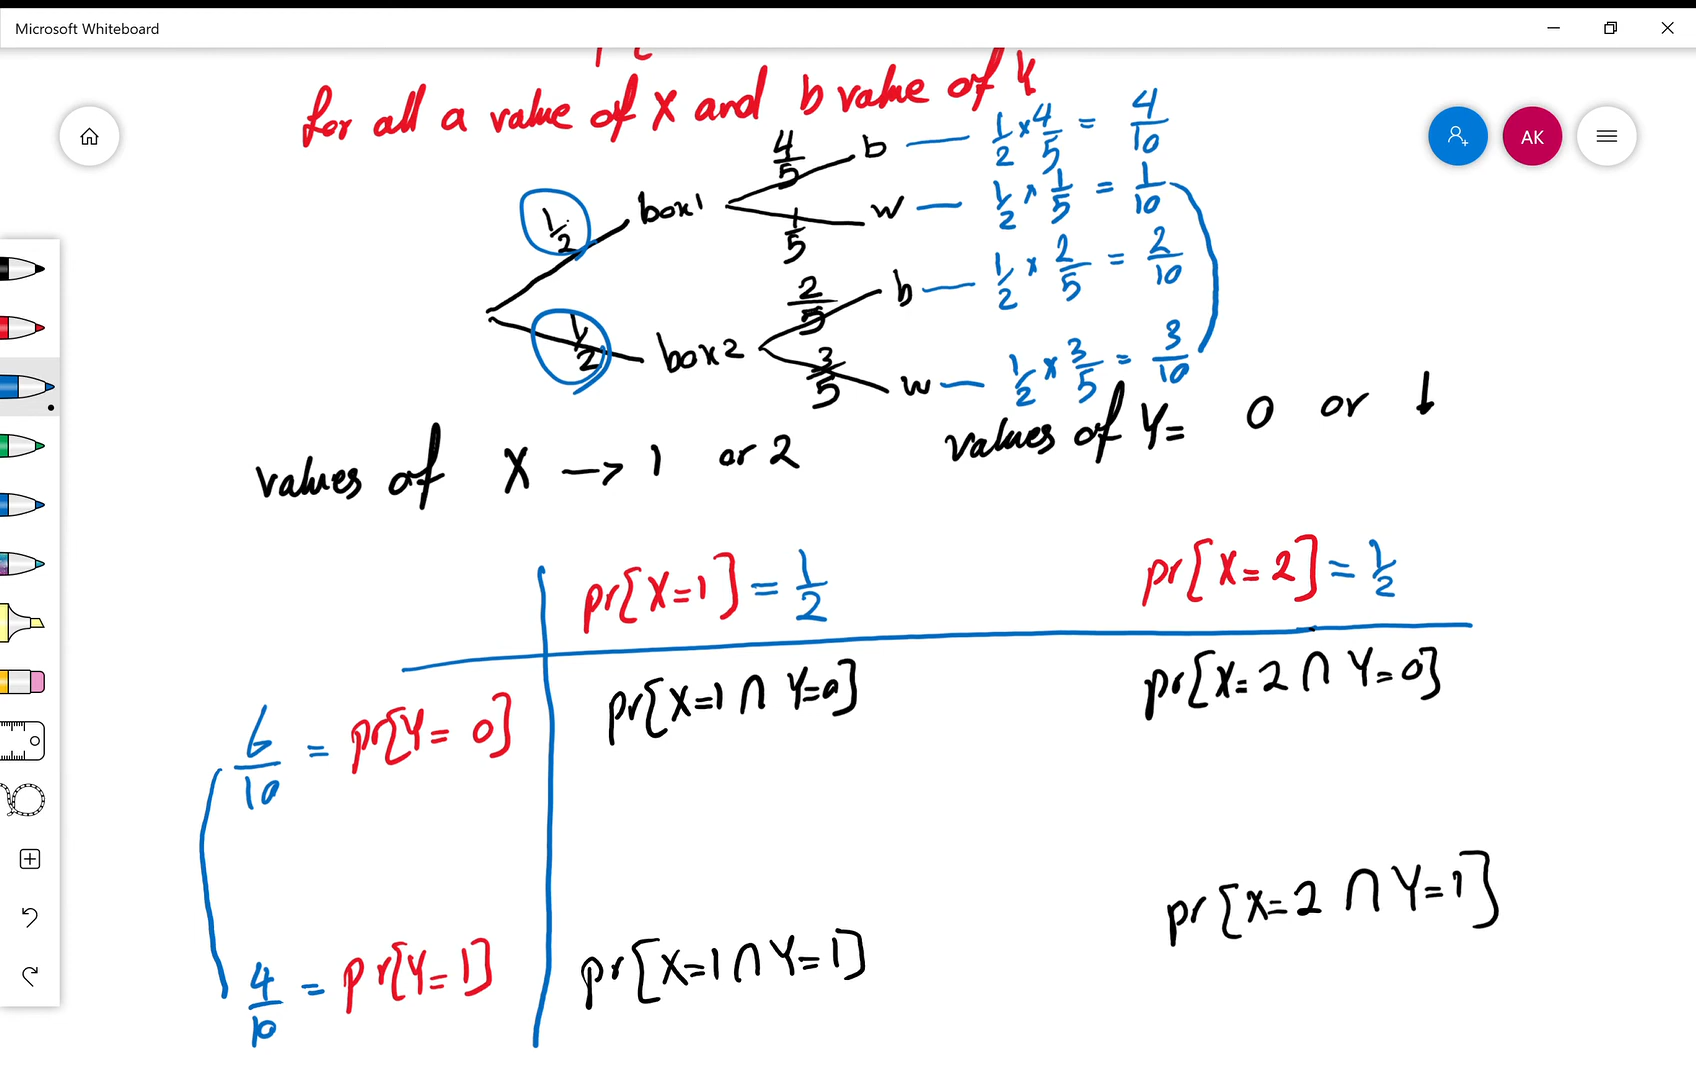 Microsoft Whiteboard
for all a value of X and b value of Y
AK
4/5 b — 1/2 × 4/5 = 4/10
1/2 box1
1/5 w — 1/2 × 1/5 = 1/10
2/5 b — 1/2 × 2/5 = 2/10
1/2 box2
3/5 w — 1/2 × 3/5 = 3/10
values of X → 1 or 2 values of Y = 0 or 1
pr[X=1] = 1/2 pr[X=2] = 1/2
6/10 = pr[Y=0] pr[X=1 ∩ Y=0] pr[X=2 ∩ Y=0]
4/10 = pr[Y=1] pr[X=1 ∩ Y=1] pr[X=2 ∩ Y=1]